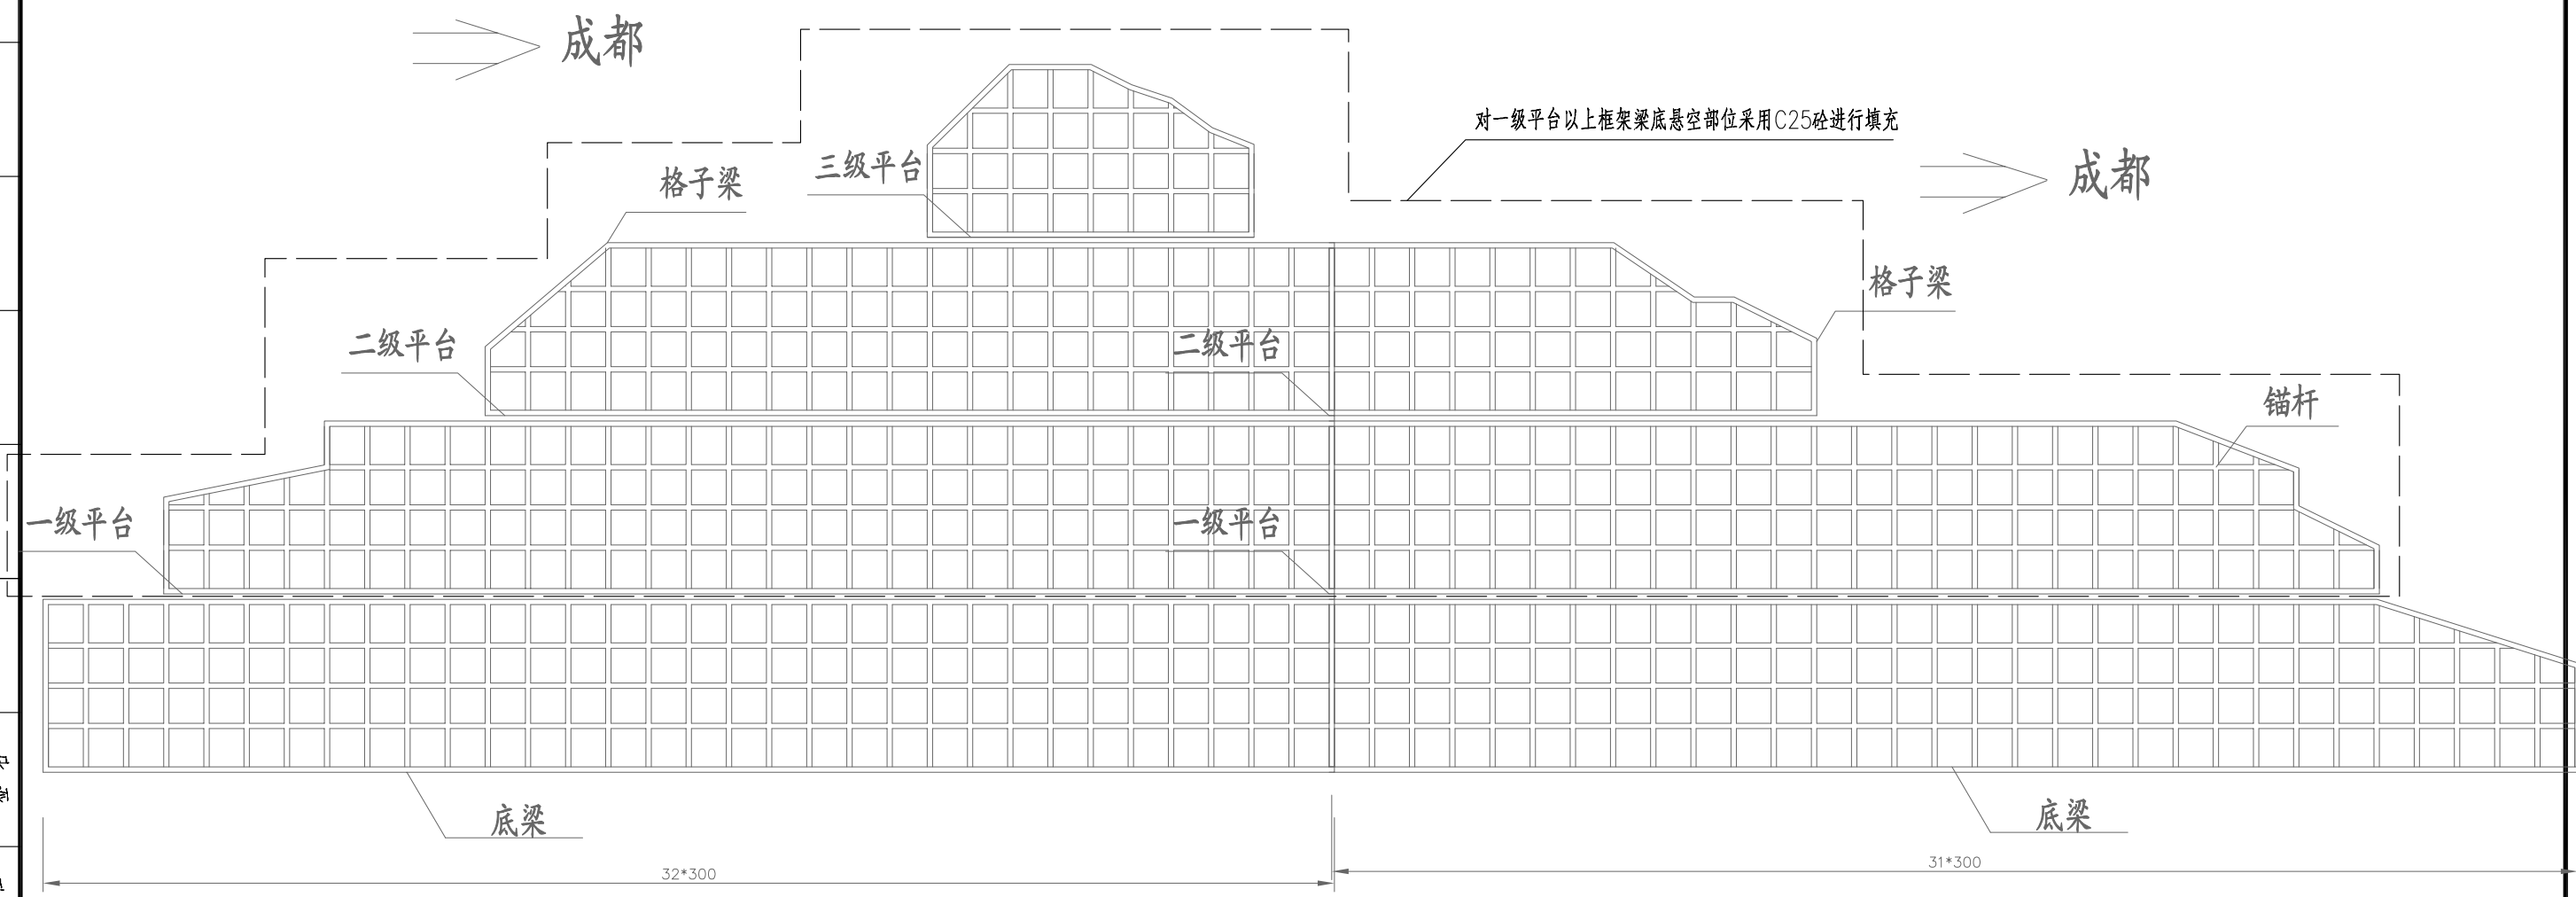 成都
对一级平台以上框架梁底悬空部位采用C25砼进行填充
成都
三级平台
格子梁
格子梁
二级平台
二级平台
锚杆
一级平台
一级平台
底梁
底梁
31*300
32*300